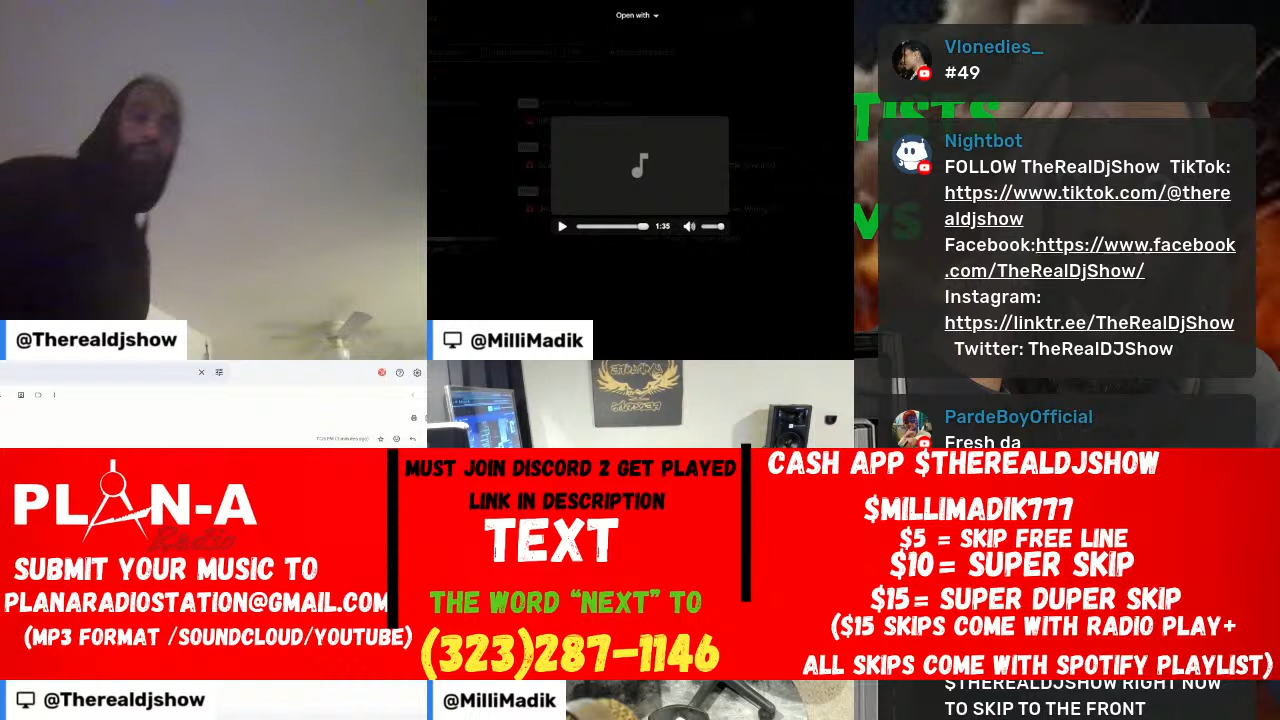 Open with
1:35
@Therealdjshow
@MilliMadik
Vlonedies_
#49
Nightbot
FOLLOW TheRealDjShow TikTok:
https://www.tiktok.com/@there
aldjshow
Facebook:https://www.facebook
.com/TheRealDjShow/
Instagram:
https://linktr.ee/TheRealDjShow
Twitter: TheRealDJShow
PardeBoyOfficial
Fresh da
PLAN-A
Radio
SUBMIT YOUR MUSIC TO
PLANARADIOSTATION@GMAIL.COM
(MP3 FORMAT /SOUNDCLOUD/YOUTUBE)
MUST JOIN DISCORD 2 GET PLAYED
LINK IN DESCRIPTION
TEXT
THE WORD “NEXT” TO
(323)287-1146
CASH APP $THEREALDJSHOW
$MILLIMADIK777
$5 = SKIP FREE LINE
$10 = SUPER SKIP
$15= SUPER DUPER SKIP
($15 SKIPS COME WITH RADIO PLAY+
ALL SKIPS COME WITH SPOTIFY PLAYLIST)
@Therealdjshow
@MilliMadik
$THEREALDJSHOW RIGHT NOW
TO SKIP TO THE FRONT